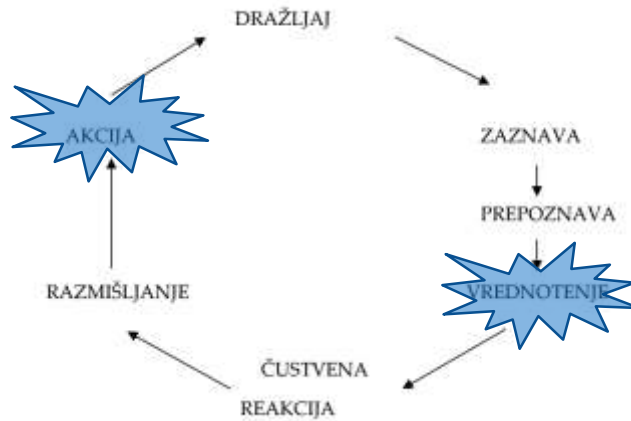 DRAŽLJAJ
AKCIJA
ZAZNAVA
PREPOZNAVA
RAZMIŠLJANJE
VREDNOTENJE
ČUSTVENA
REAKCIJA